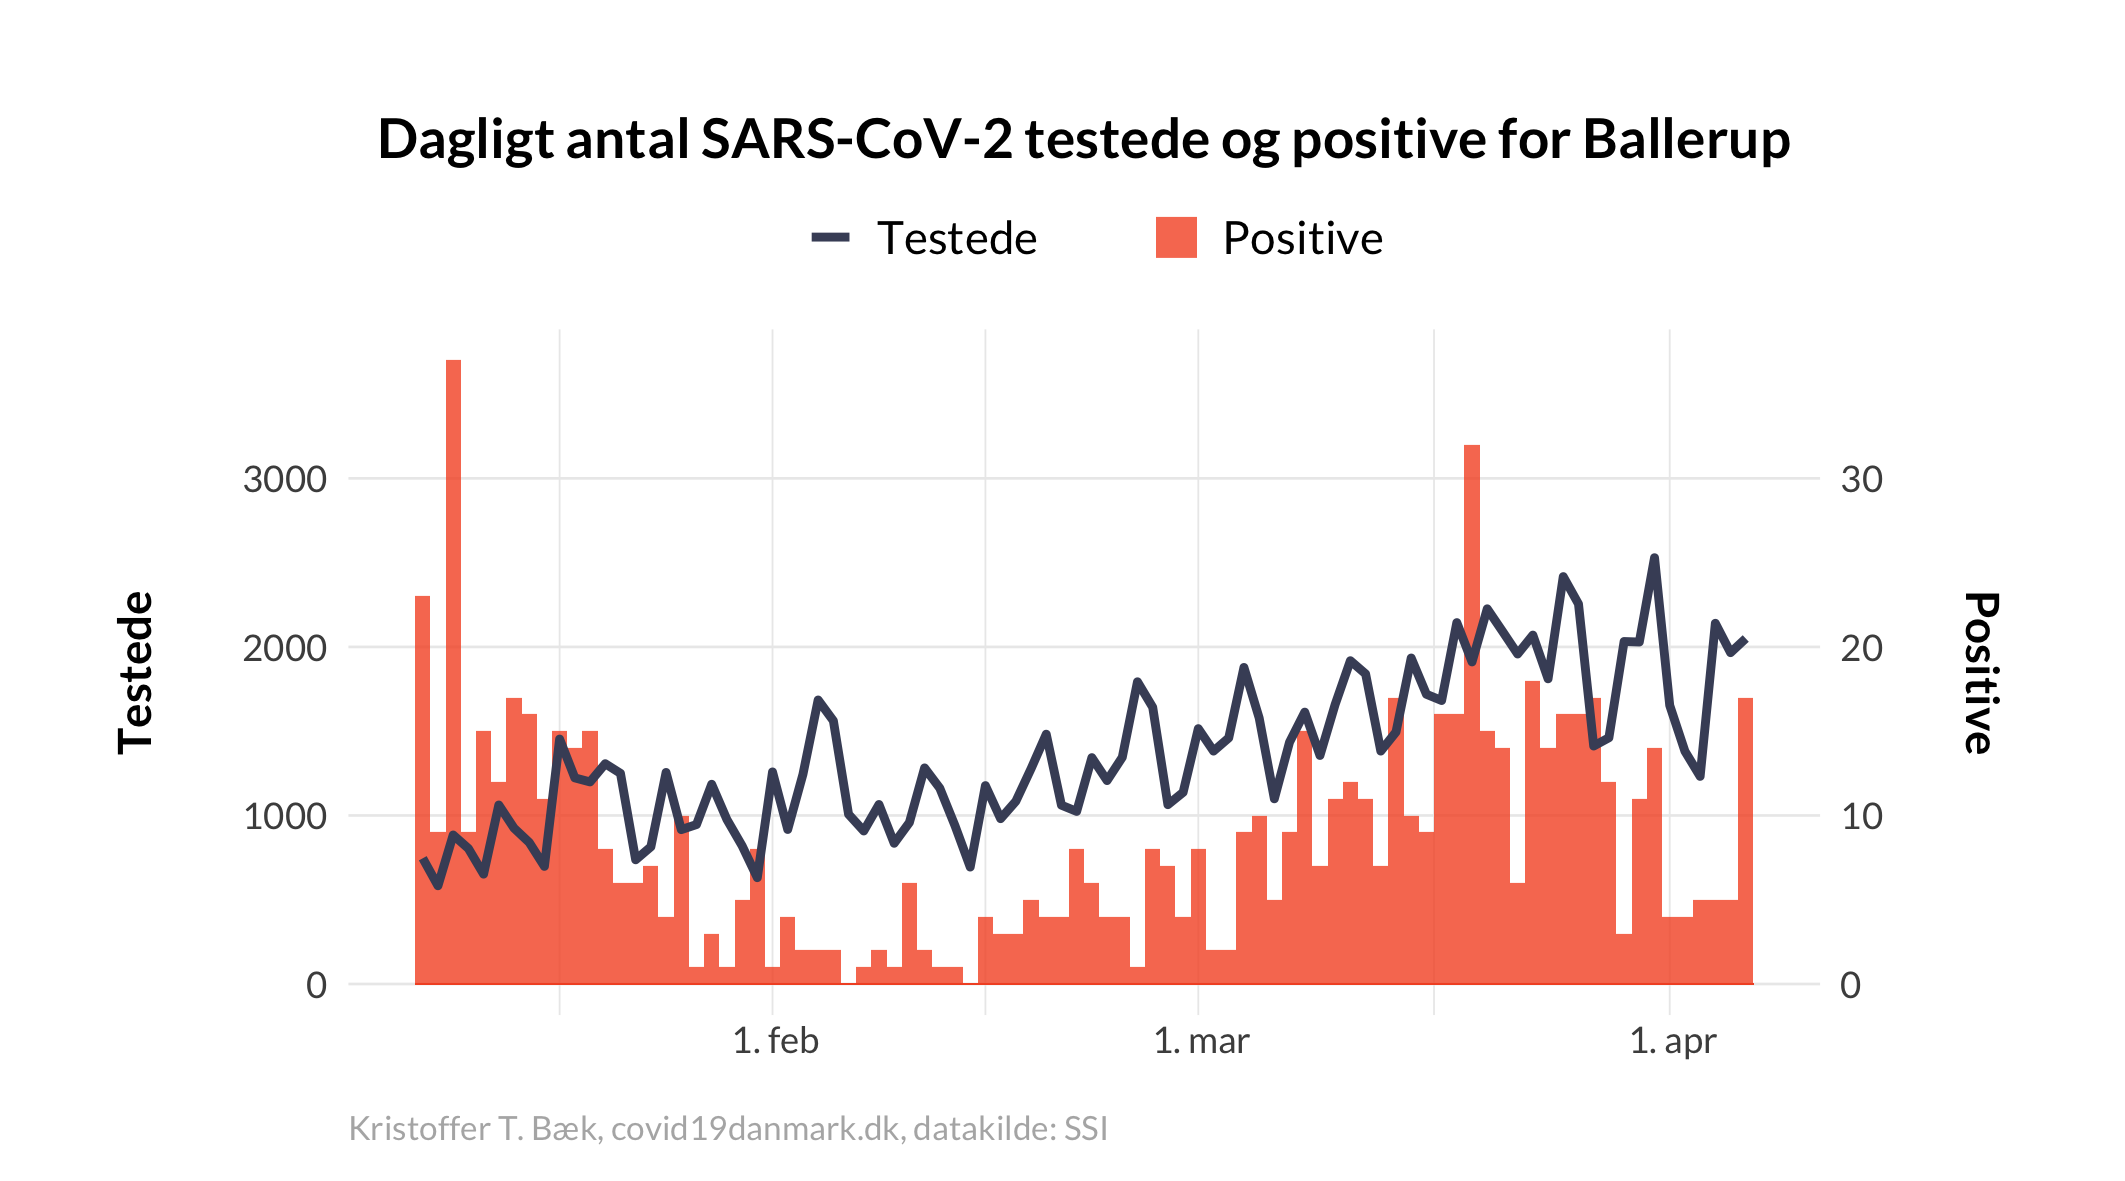 Dagligt antal SARS-CoV-2 testede og positive for Ballerup
Testede Positive
3000 30
2000 20
Testede Positive
1000 10
0 0
1. feb 1. mar 1. apr
Kristoffer T. Bæk, covid19danmark.dk, datakilde: SSI